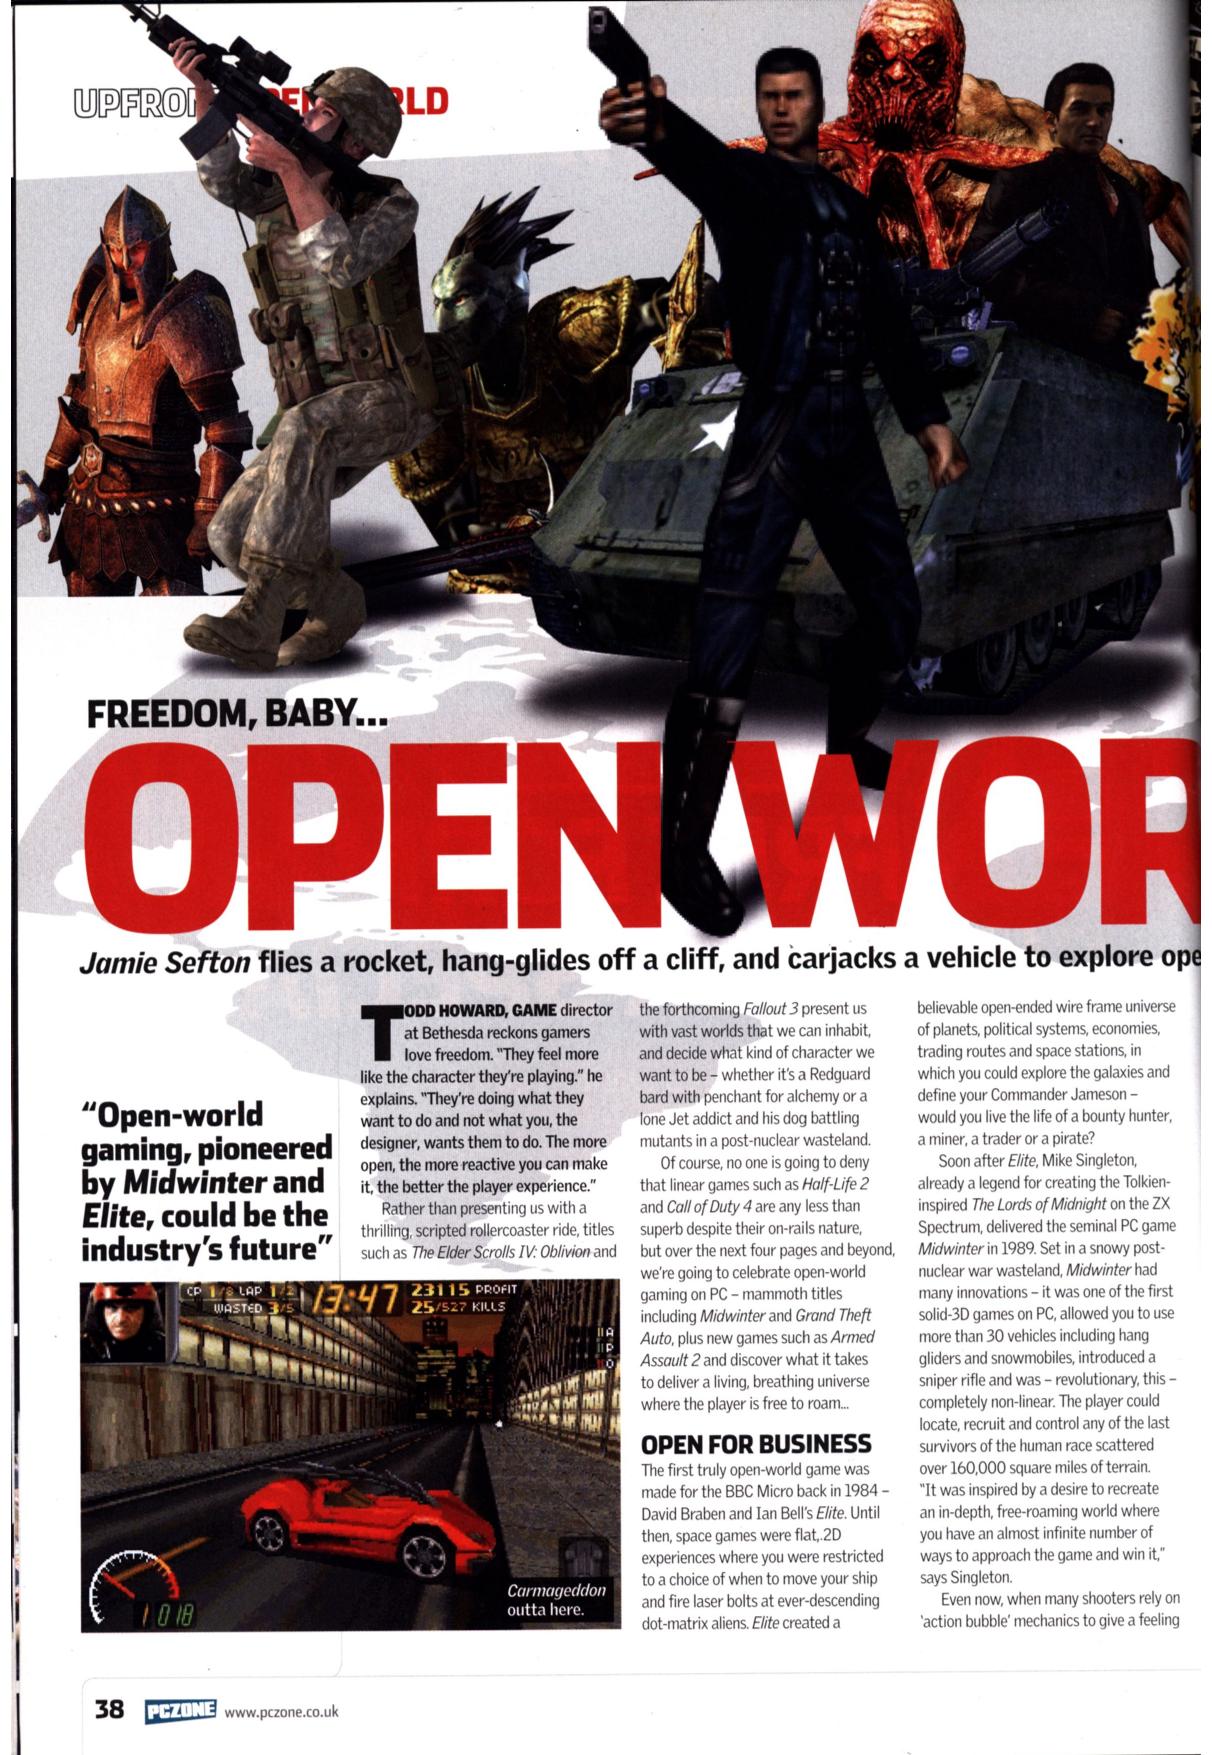 UPFRONT OPEN WORLD
FREEDOM, BABY...
OPEN WOR
Jamie Sefton flies a rocket, hang-glides off a cliff, and carjacks a vehicle to explore ope
"Open-world
gaming, pioneered
by Midwinter and
Elite, could be the
industry's future"
TODD HOWARD, GAME director
at Bethesda reckons gamers
love freedom. "They feel more
like the character they're playing." he
explains. "They're doing what they
want to do and not what you, the
designer, wants them to do. The more
open, the more reactive you can make
it, the better the player experience."
Rather than presenting us with a
thrilling, scripted rollercoaster ride, titles
such as The Elder Scrolls IV: Oblivion and
CP 1/8 LAP 1/2
WASTED 3/5
13:47
23115 PROFIT
25/527 KILLS
A
P
O
1018
Carmageddon
outta here.
the forthcoming Fallout 3 present us
with vast worlds that we can inhabit,
and decide what kind of character we
want to be – whether it's a Redguard
bard with penchant for alchemy or a
lone Jet addict and his dog battling
mutants in a post-nuclear wasteland.
Of course, no one is going to deny
that linear games such as Half-Life 2
and Call of Duty 4 are any less than
superb despite their on-rails nature,
but over the next four pages and beyond,
we're going to celebrate open-world
gaming on PC – mammoth titles
including Midwinter and Grand Theft
Auto, plus new games such as Armed
Assault 2 and discover what it takes
to deliver a living, breathing universe
where the player is free to roam...
OPEN FOR BUSINESS
The first truly open-world game was
made for the BBC Micro back in 1984 –
David Braben and Ian Bell's Elite. Until
then, space games were flat, 2D
experiences where you were restricted
to a choice of when to move your ship
and fire laser bolts at ever-descending
dot-matrix aliens. Elite created a
believable open-ended wire frame universe
of planets, political systems, economies,
trading routes and space stations, in
which you could explore the galaxies and
define your Commander Jameson –
would you live the life of a bounty hunter,
a miner, a trader or a pirate?
Soon after Elite, Mike Singleton,
already a legend for creating the Tolkien-
inspired The Lords of Midnight on the ZX
Spectrum, delivered the seminal PC game
Midwinter in 1989. Set in a snowy post-
nuclear war wasteland, Midwinter had
many innovations – it was one of the first
solid-3D games on PC, allowed you to use
more than 30 vehicles including hang
gliders and snowmobiles, introduced a
sniper rifle and was – revolutionary, this –
completely non-linear. The player could
locate, recruit and control any of the last
survivors of the human race scattered
over 160,000 square miles of terrain.
"It was inspired by a desire to recreate
an in-depth, free-roaming world where
you have an almost infinite number of
ways to approach the game and win it,"
says Singleton.
Even now, when many shooters rely on
'action bubble' mechanics to give a feeling
38 PCZONE www.pczone.co.uk